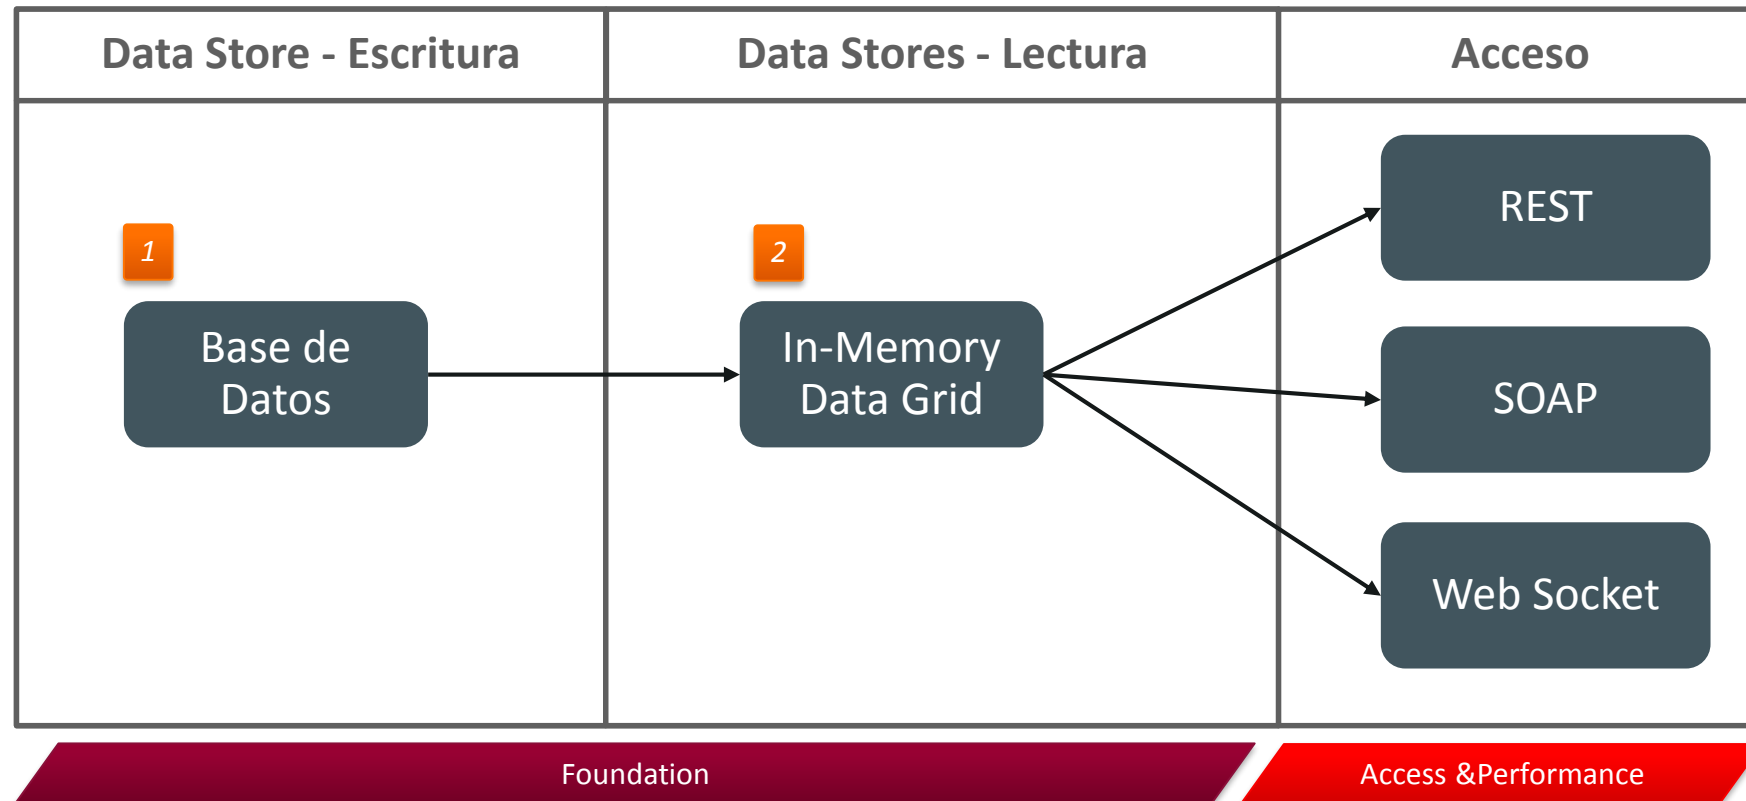 Data Store - Escritura
Data Stores - Lectura
Acceso
1
2
Base de
Datos
In-Memory
Data Grid
REST
SOAP
Web Socket
Foundation
Access &Performance